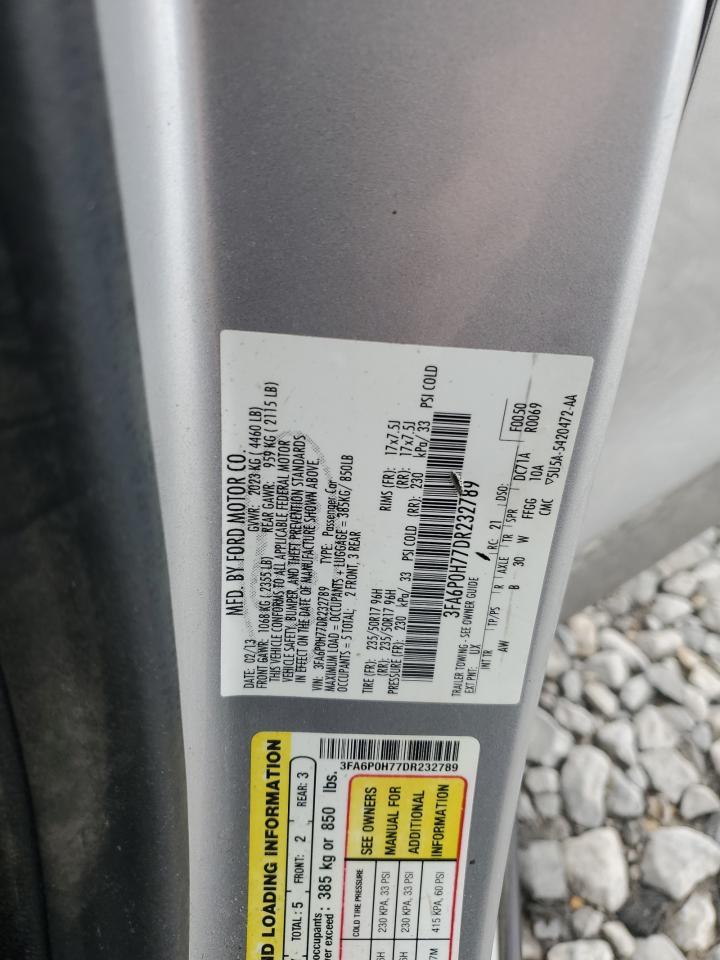 MFD. BY FORD MOTOR CO.
DATE: 02/13 GVWR: 2023 KG ( 4460 LB)
FRONT GAWR: 1068 KG ( 2355 LB) REAR GAWR: 959 KG ( 2115 LB)
THIS VEHICLE CONFORMS TO ALL APPLICABLE FEDERAL MOTOR
VEHICLE SAFETY, BUMPER, AND THEFT PREVENTION STANDARDS
IN EFFECT ON THE DATE OF MANUFACTURE SHOWN ABOVE.
VIN: 3FA6P0H77DR232789 TYPE: Passenger Car
MAXIMUM LOAD = OCCUPANTS + LUGGAGE = 385KG/ 850LB
OCCUPANTS = 5 TOTAL; 2 FRONT, 3 REAR
TIRE (FR): 235/50R17 96H RIMS (FR): 17x7.5J
(RR): 235/50R17 96H (RR): 17x7.5J
PRESSURE (FR): 230 kPa/ 33 PSI COLD (RR): 230 kPa/ 33 PSI COLD
3FA6P0H77DR232789
TRAILER TOWING - SEE OWNER GUIDE
EXT PNT: UX RC: 21 DSO: F0050
R0069
INT TR TP/PS R AXLE TR SPR DC71A
AW B 30 W FFGG 10A
CMC ▽5U5A-5420472-AA
ND LOADING INFORMATION
TOTAL: 5 FRONT: 2 REAR: 3
occupants
ver exceed: 385 kg or 850 lbs.
3FA6P0H77DR232789
COLD TIRE PRESSURE
230 KPA, 33 PSI
230 KPA, 33 PSI
415 KPA, 60 PSI
SEE OWNERS
MANUAL FOR
ADDITIONAL
INFORMATION